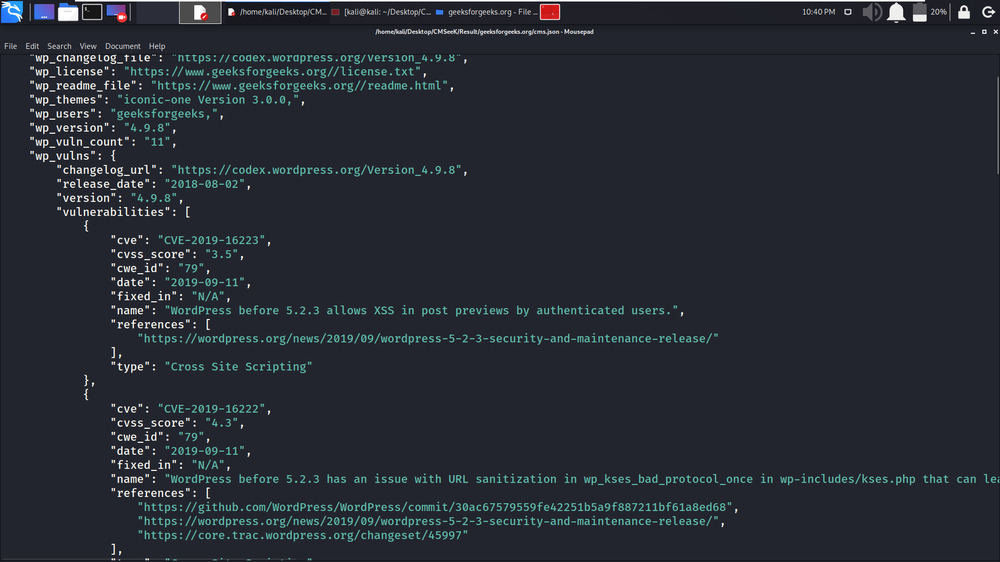 /home/kali/Desktop/CM...
[kali@kali: ~/Desktop/C...
geeksforgeeks.org - File ...
10:40 PM
20%
/home/kali/Desktop/CMSeeK/Result/geeksforgeeks.org/cms.json - Mousepad
File Edit Search View Document Help
"wp_changelog_file": "https://codex.wordpress.org/Version_4.9.8",
"wp_license": "https://www.geeksforgeeks.org//license.txt",
"wp_readme_file": "https://www.geeksforgeeks.org//readme.html",
"wp_themes": "iconic-one Version 3.0.0,",
"wp_users": "geeksforgeeks,",
"wp_version": "4.9.8",
"wp_vuln_count": "11",
"wp_vulns": {
"changelog_url": "https://codex.wordpress.org/Version_4.9.8",
"release_date": "2018-08-02",
"version": "4.9.8",
"vulnerabilities": [
{
"cve": "CVE-2019-16223",
"cvss_score": "3.5",
"cwe_id": "79",
"date": "2019-09-11",
"fixed_in": "N/A",
"name": "WordPress before 5.2.3 allows XSS in post previews by authenticated users.",
"references": [
"https://wordpress.org/news/2019/09/wordpress-5-2-3-security-and-maintenance-release/"
],
"type": "Cross Site Scripting"
},
{
"cve": "CVE-2019-16222",
"cvss_score": "4.3",
"cwe_id": "79",
"date": "2019-09-11",
"fixed_in": "N/A",
"name": "WordPress before 5.2.3 has an issue with URL sanitization in wp_kses_bad_protocol_once in wp-includes/kses.php that can lea
"references": [
"https://github.com/WordPress/WordPress/commit/30ac67579559fe42251b5a9f887211bf61a8ed68",
"https://wordpress.org/news/2019/09/wordpress-5-2-3-security-and-maintenance-release/",
"https://core.trac.wordpress.org/changeset/45997"
],